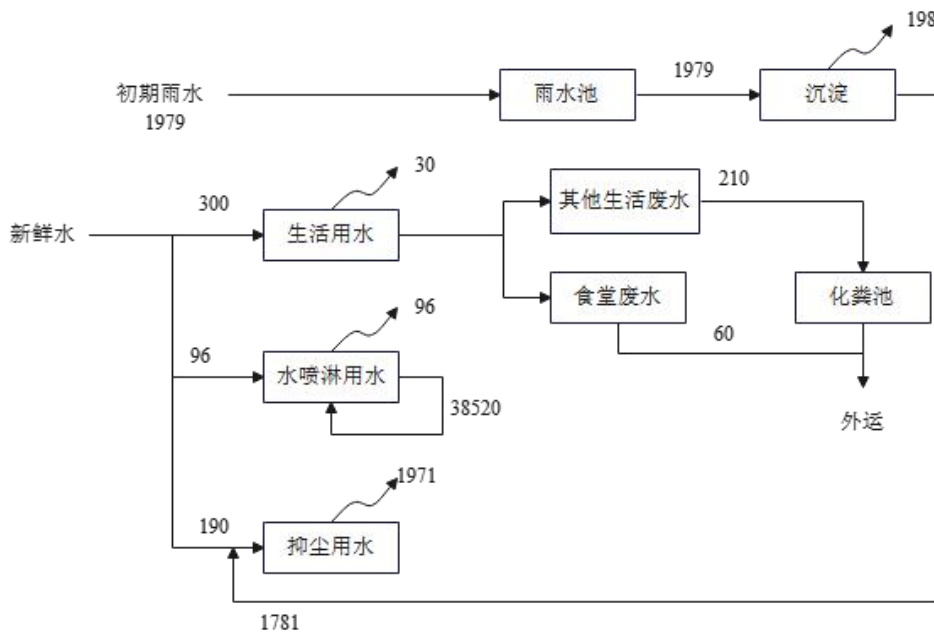 198
1979
初期雨水
雨水池
沉淀
1979
30
210
300
其他生活废水
新鲜水
生活用水
食堂废水
化粪池
96
60
96
水喷淋用水
38520
外运
1971
190
抑尘用水
1781